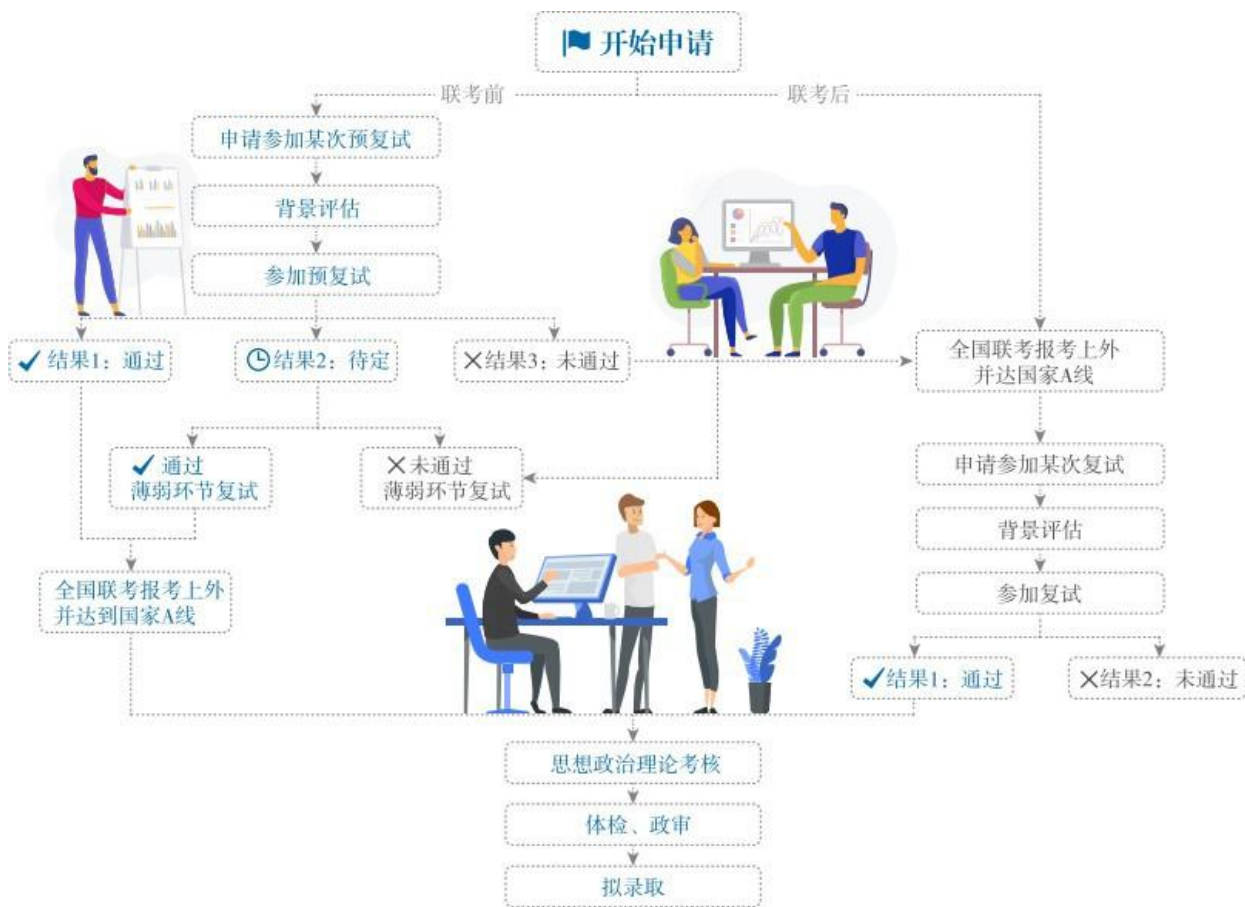 开始申请
联考前
联考后
申请参加某次预复试
背景评估
参加预复试
结果1：通过
结果2：待定
结果3：未通过
全国联考报考上外
并达国家A线
通过
薄弱环节复试
未通过
薄弱环节复试
申请参加某次复试
背景评估
参加复试
全国联考报考上外
并达到国家A线
结果1：通过
结果2：未通过
思想政治理论考核
体检、政审
拟录取